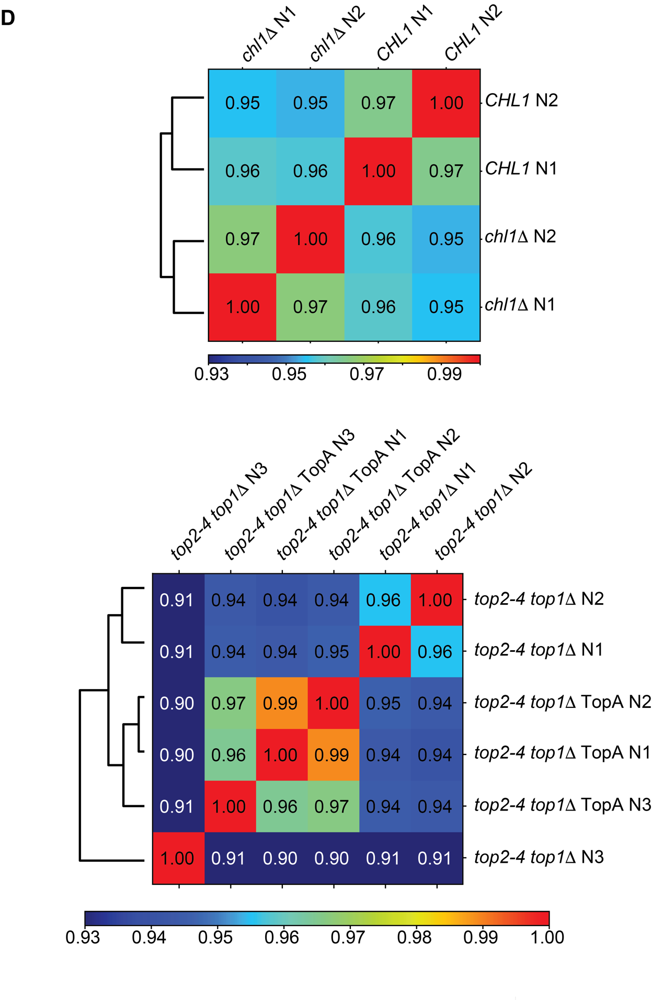 D
chl1Δ N1 chl1Δ N2 CHL1 N1 CHL1 N2
0.95 0.95 0.97 1.00 CHL1 N2
0.96 0.96 1.00 0.97 CHL1 N1
0.97 1.00 0.96 0.95 chl1Δ N2
1.00 0.97 0.96 0.95 chl1Δ N1
0.93 0.95 0.97 0.99
top2-4 top1Δ N3 top2-4 top1Δ TopA N3 top2-4 top1Δ TopA N1 top2-4 top1Δ TopA N2 top2-4 top1Δ N1 top2-4 top1Δ N2
0.91 0.94 0.94 0.94 0.96 1.00 top2-4 top1Δ N2
0.91 0.94 0.94 0.95 1.00 0.96 top2-4 top1Δ N1
0.90 0.97 0.99 1.00 0.95 0.94 top2-4 top1Δ TopA N2
0.90 0.96 1.00 0.99 0.94 0.94 top2-4 top1Δ TopA N1
0.91 1.00 0.96 0.97 0.94 0.94 top2-4 top1Δ TopA N3
1.00 0.91 0.90 0.90 0.91 0.91 top2-4 top1Δ N3
0.93 0.94 0.95 0.96 0.97 0.98 0.99 1.00